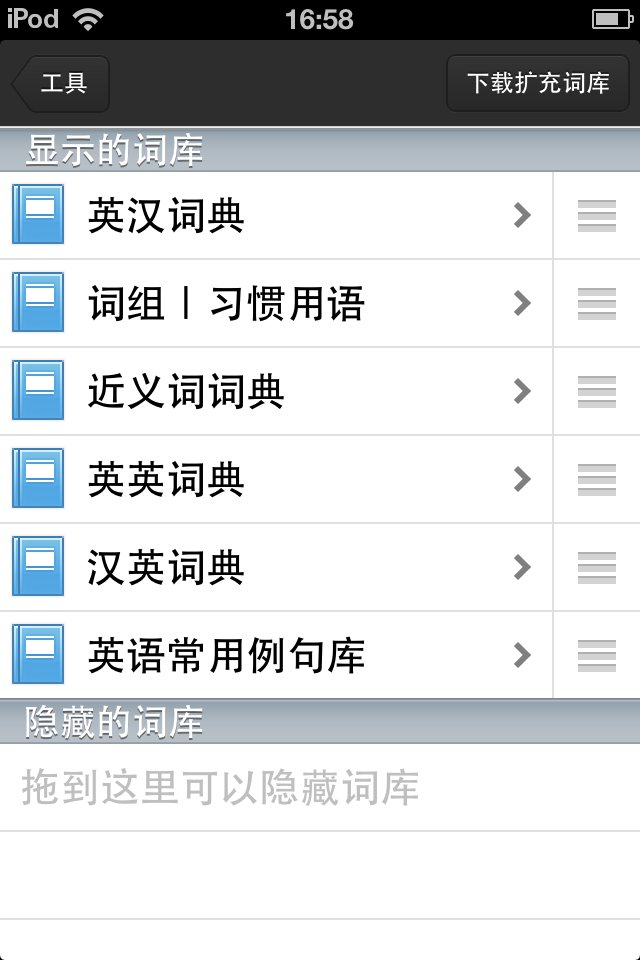 iPod 16:58
工具 下载扩充词库
显示的词库
英汉词典
词组丨习惯用语
近义词词典
英英词典
汉英词典
英语常用例句库
隐藏的词库
拖到这里可以隐藏词库